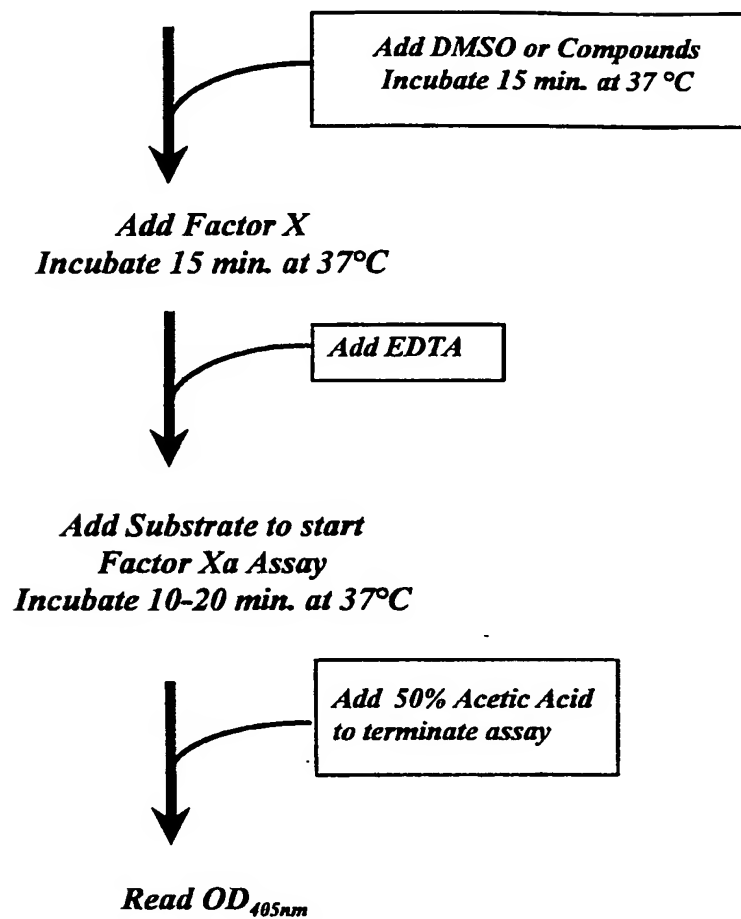 Add DMSO or Compounds
Incubate 15 min. at 37 °C
Add Factor X
Incubate 15 min. at 37°C
Add EDTA
Add Substrate to start
Factor Xa Assay
Incubate 10-20 min. at 37°C
Add 50% Acetic Acid
to terminate assay
Read OD405nm